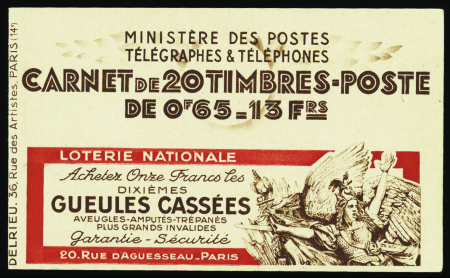 MINISTÈRE DES POSTES
TÉLÉGRAPHES & TÉLÉPHONES
CARNET DE 20 TIMBRES-POSTE
DE 0F65=13 FRS
LOTERIE NATIONALE
Achetez Onze Francs les
DIXIÈMES
GUEULES CASSÉES
AVEUGLES-AMPUTÉS-TRÉPANÉS
PLUS GRANDS INVALIDES
Garantie - Sécurité
20. RUE D'AGUESSEAU - PARIS
DELRIEU. 36, Rue des Artistes. PARIS (14e)